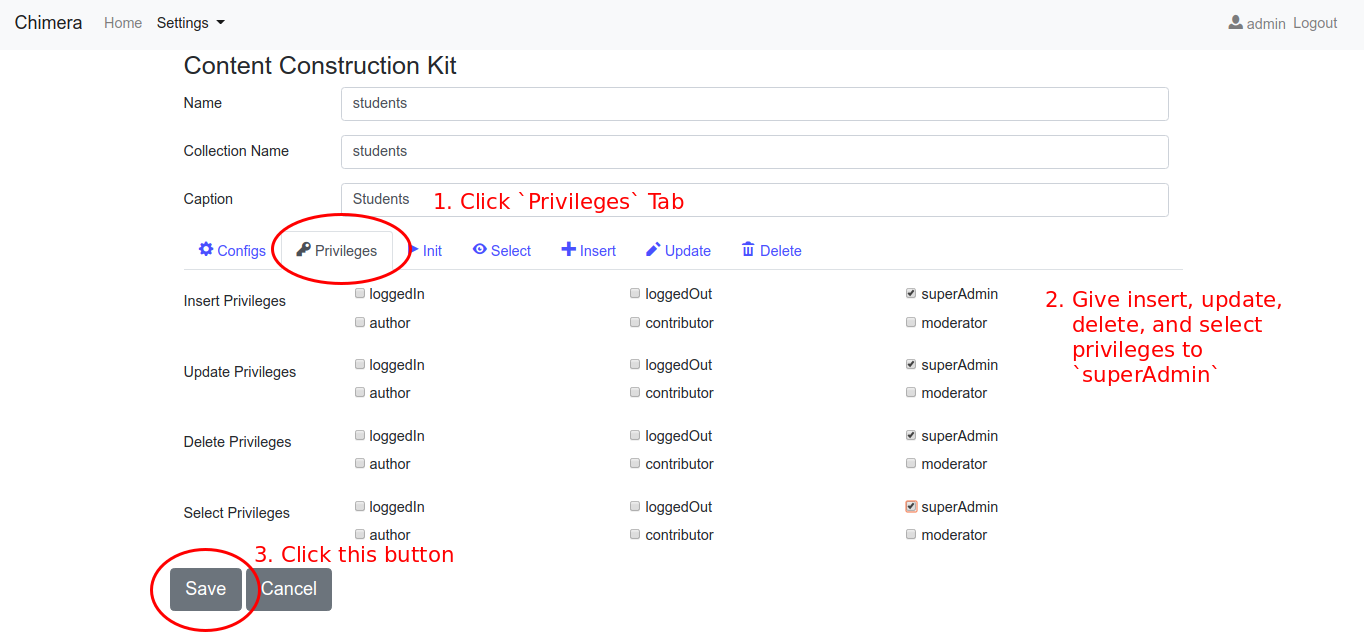 Chimera Home Settings admin Logout
Content Construction Kit
Name students
Collection Name students
Caption Students 1. Click `Privileges` Tab
Configs Privileges Init Select Insert Update Delete
Insert Privileges loggedIn loggedOut superAdmin
author contributor moderator
2. Give insert, update,
delete, and select
privileges to
`superAdmin`
Update Privileges loggedIn loggedOut superAdmin
author contributor moderator
Delete Privileges loggedIn loggedOut superAdmin
author contributor moderator
Select Privileges loggedIn loggedOut superAdmin
author contributor moderator
3. Click this button
Save Cancel